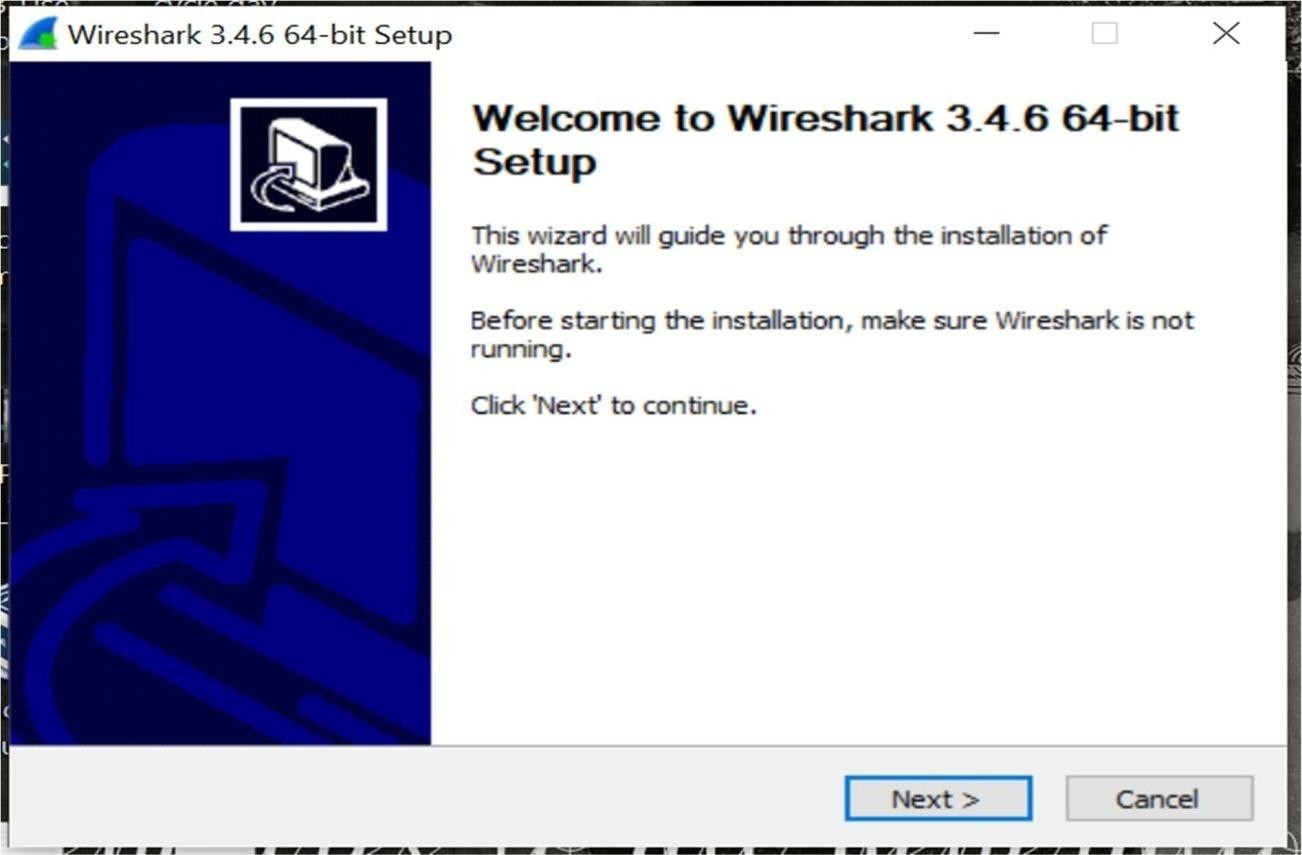 Wireshark 3.4.6 64-bit Setup
Welcome to Wireshark 3.4.6 64-bit
Setup
This wizard will guide you through the installation of
Wireshark.
Before starting the installation, make sure Wireshark is not
running.
Click 'Next' to continue.
Next >
Cancel